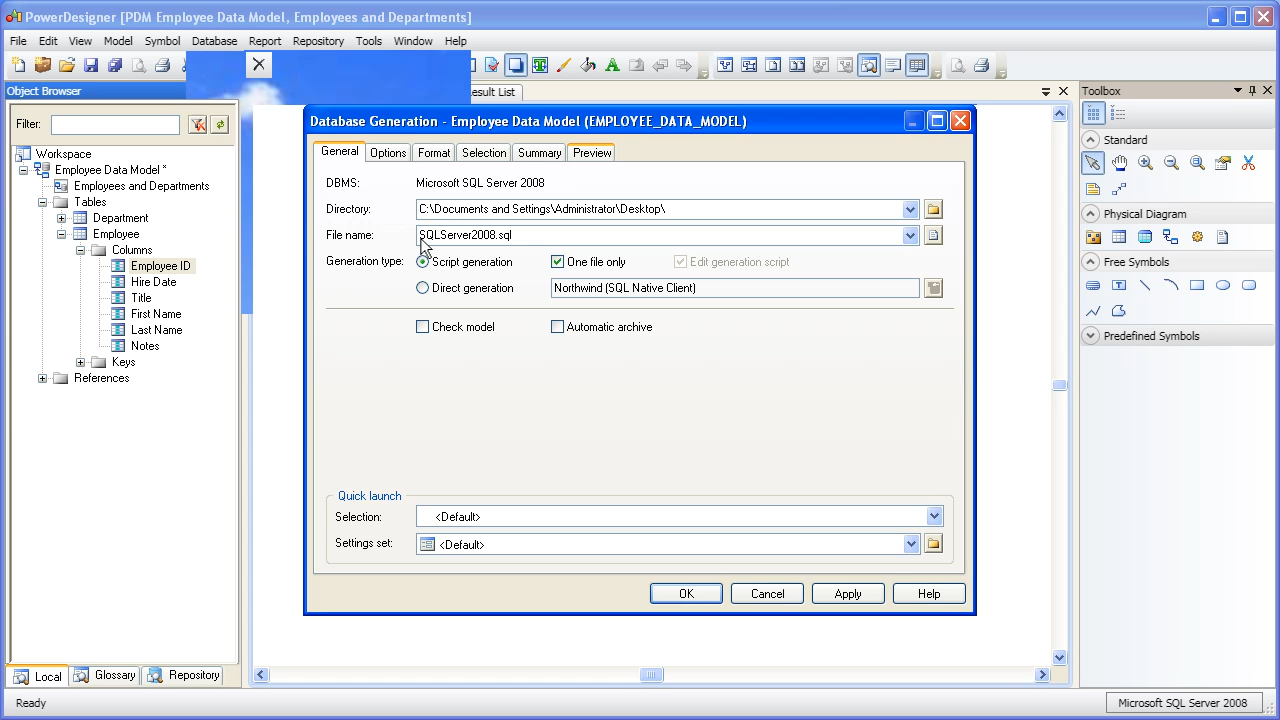 PowerDesigner [PDM Employee Data Model, Employees and Departments]
File Edit View Model Symbol Database Report Repository Tools Window Help
Object Browser
esult List
Toolbox
Filter:
Workspace
Employee Data Model *
Employees and Departments
Tables
Department
Employee
Columns
Employee ID
Hire Date
Title
First Name
Last Name
Notes
Keys
References
Local Glossary Repository
Database Generation - Employee Data Model (EMPLOYEE_DATA_MODEL)
General Options Format Selection Summary Preview
DBMS: Microsoft SQL Server 2008
Directory: C:\Documents and Settings\Administrator\Desktop\
File name: SQLServer2008.sql
Generation type: Script generation One file only Edit generation script
Direct generation Northwind (SQL Native Client)
Check model Automatic archive
Quick launch
Selection: <Default>
Settings set: <Default>
OK Cancel Apply Help
Standard
Physical Diagram
Free Symbols
Predefined Symbols
Ready
Microsoft SQL Server 2008